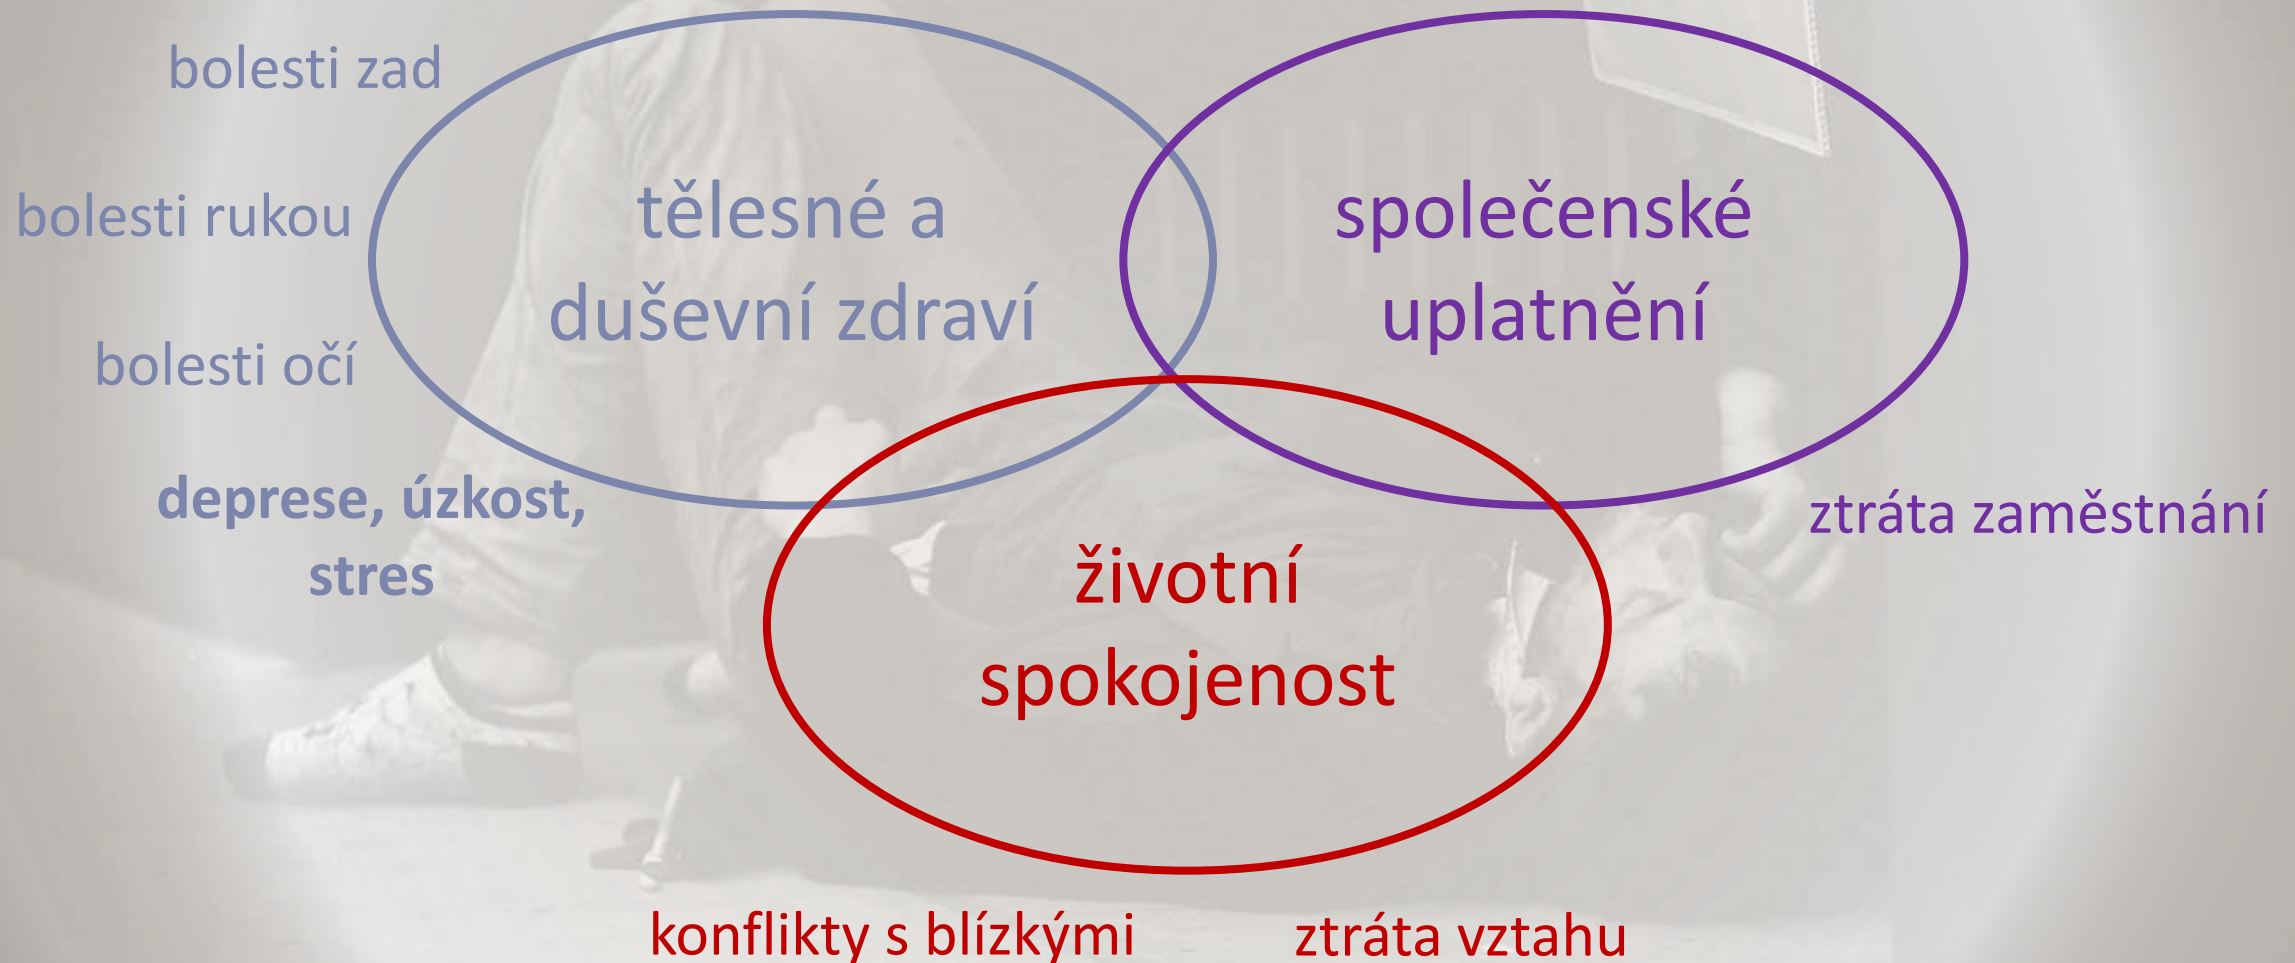 bolesti zad
bolesti rukou
bolesti očí
deprese, úzkost,
stres
tělesné a
duševní zdraví
společenské
uplatnění
ztráta zaměstnání
životní
spokojenost
konflikty s blízkými
ztráta vztahu